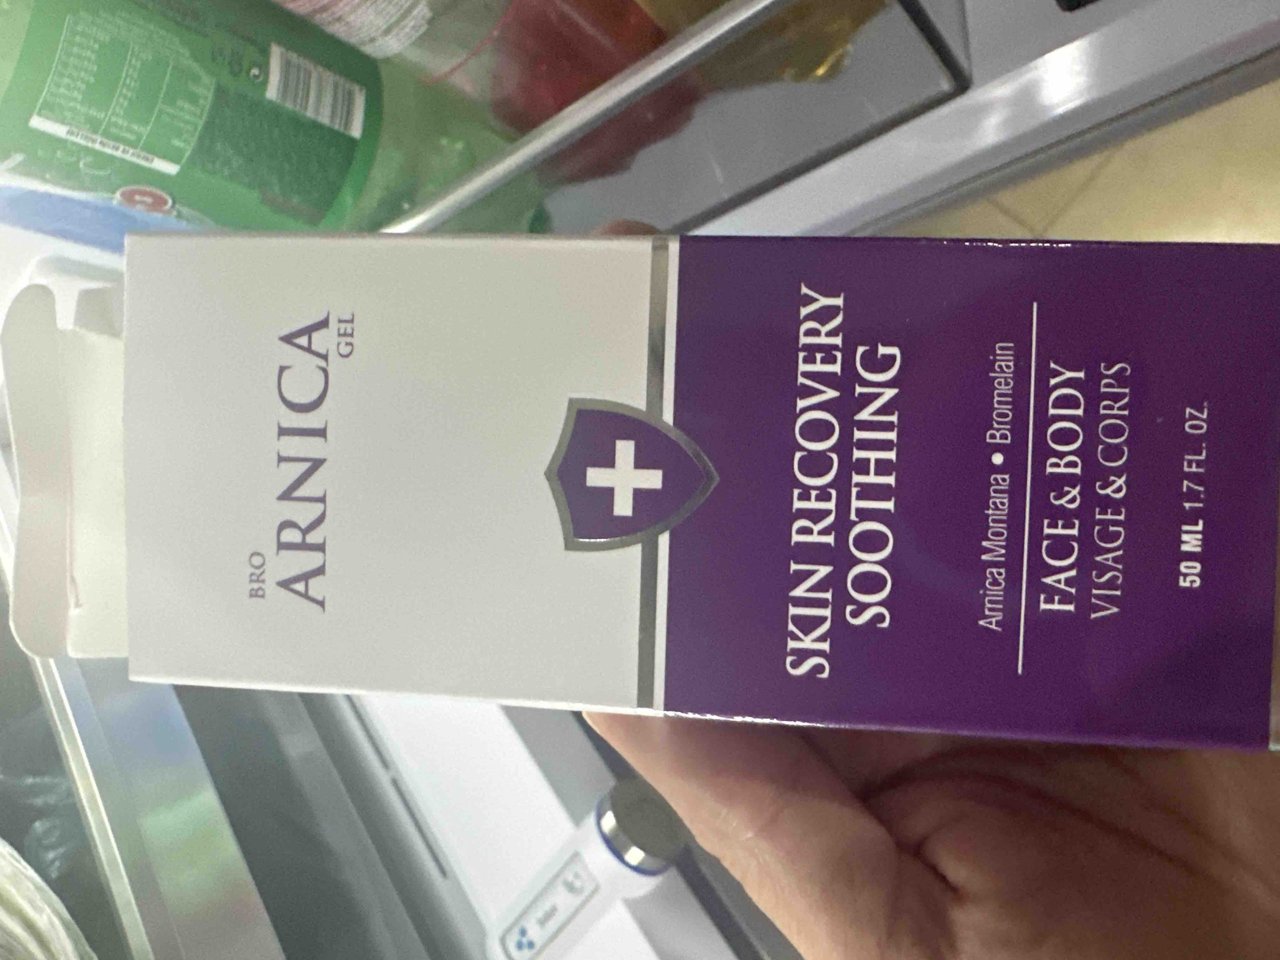 BRO
ARNICA
GEL
SKIN RECOVERY
SOOTHING
Arnica Montana • Bromelain
FACE & BODY
VISAGE & CORPS
50 ML 1.7 FL. OZ.